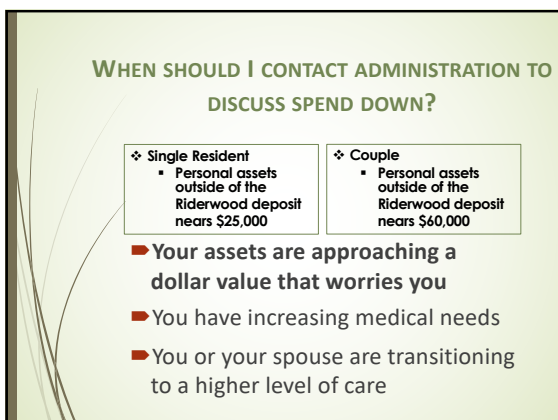 WHEN SHOULD I CONTACT ADMINISTRATION TO
DISCUSS SPEND DOWN?
❖ Single Resident
▪ Personal assets
outside of the
Riderwood deposit
nears $25,000
❖ Couple
▪ Personal assets
outside of the
Riderwood deposit
nears $60,000
Your assets are approaching a
dollar value that worries you
You have increasing medical needs
You or your spouse are transitioning
to a higher level of care